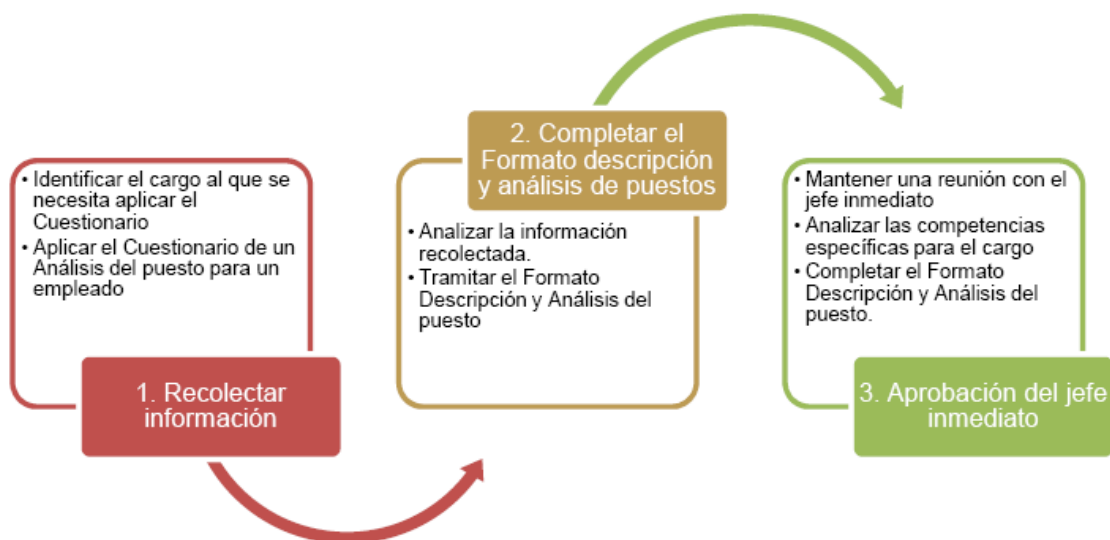 • Identificar el cargo al que se
necesita aplicar el
Cuestionario
• Aplicar el Cuestionario de un
Análisis del puesto para un
empleado
1. Recolectar
información
2. Completar el
Formato descripción
y análisis de puestos
• Analizar la información
recolectada.
• Tramitar el Formato
Descripción y Análisis del
puesto
• Mantener una reunión con el
jefe inmediato
• Analizar las competencias
específicas para el cargo
• Completar el Formato
Descripción y Análisis del
puesto.
3. Aprobación del jefe
inmediato